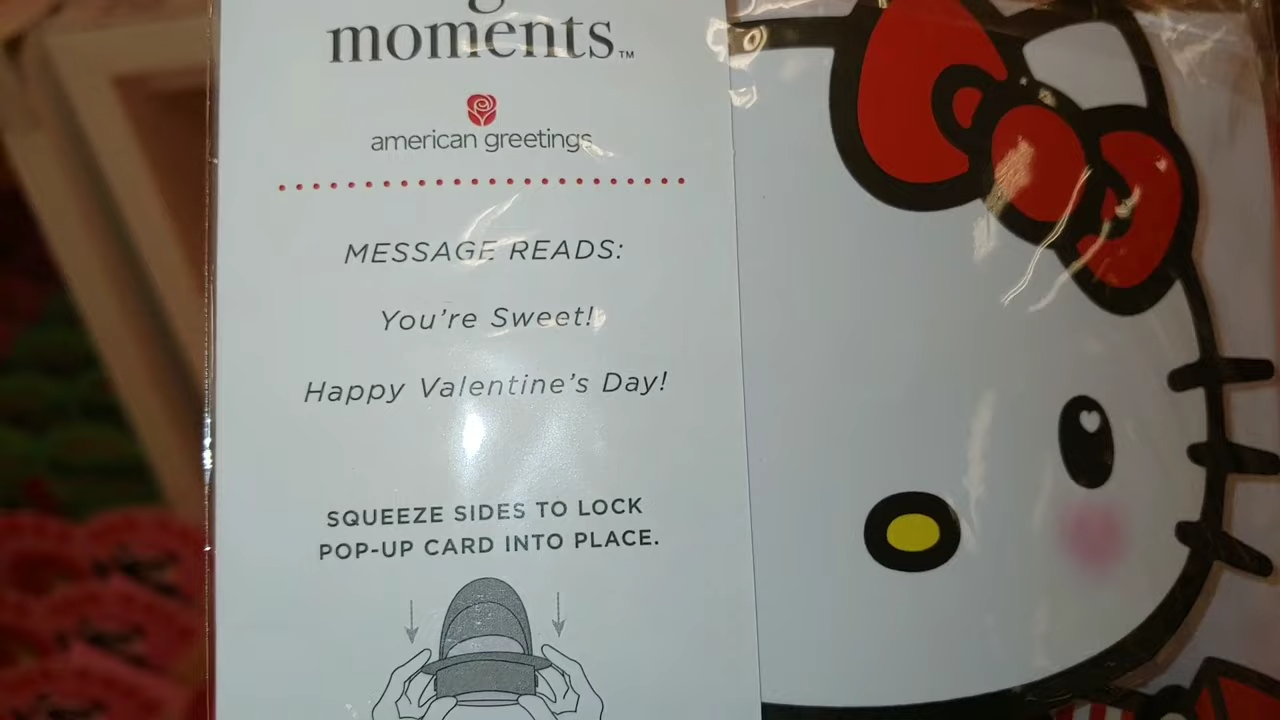 moments™
american greetings
MESSAGE READS:
You're Sweet!
Happy Valentine's Day!
SQUEEZE SIDES TO LOCK
POP-UP CARD INTO PLACE.